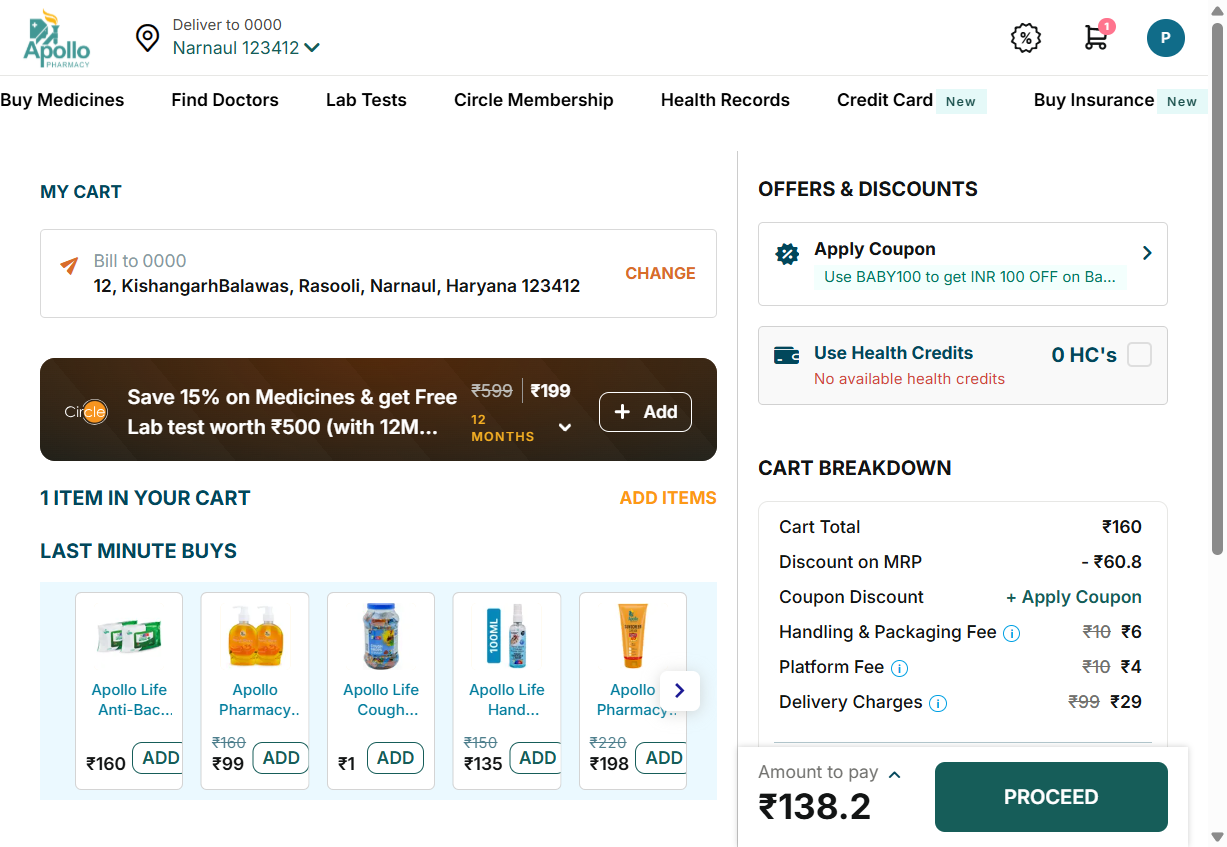 Apollo
PHARMACY
Deliver to 0000
Narnaul 123412
1
P
Buy Medicines
Find Doctors
Lab Tests
Circle Membership
Health Records
Credit Card New
Buy Insurance New
MY CART
Bill to 0000
12, KishangarhBalawas, Rasooli, Narnaul, Haryana 123412
CHANGE
Circle
Save 15% on Medicines & get Free
Lab test worth ₹500 (with 12M...
₹599 ₹199
12
MONTHS
+ Add
1 ITEM IN YOUR CART
ADD ITEMS
LAST MINUTE BUYS
Apollo Life
Anti-Bac...
₹160
ADD
Apollo
Pharmacy..
₹160
₹99
ADD
Apollo Life
Cough...
₹1
ADD
100ML
Apollo Life
Hand...
₹150
₹135
ADD
Apollo
Pharmacy..
₹220
₹198
ADD
OFFERS & DISCOUNTS
Apply Coupon
Use BABY100 to get INR 100 OFF on Ba...
Use Health Credits
0 HC's
No available health credits
CART BREAKDOWN
Cart Total ₹160
Discount on MRP - ₹60.8
Coupon Discount + Apply Coupon
Handling & Packaging Fee ₹10 ₹6
Platform Fee ₹10 ₹4
Delivery Charges ₹99 ₹29
Amount to pay
₹138.2
PROCEED